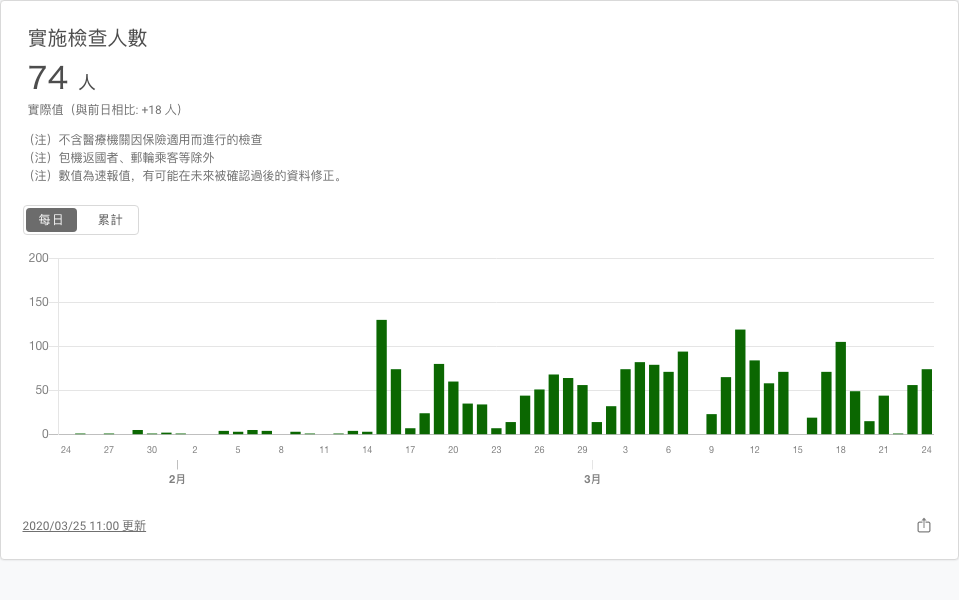 實施檢查人數
74 人
實際值（與前日相比: +18 人）
（注）不含醫療機關因保險適用而進行的檢查
（注）包機返國者、郵輪乘客等除外
（注）數值為速報值，有可能在未來被確認過後的資料修正。
每日 累計
200
150
100
50
0
24 27 30 2 5 8 11 14 17 20 23 26 29 3 6 9 12 15 18 21 24
2月 3月
2020/03/25 11:00 更新